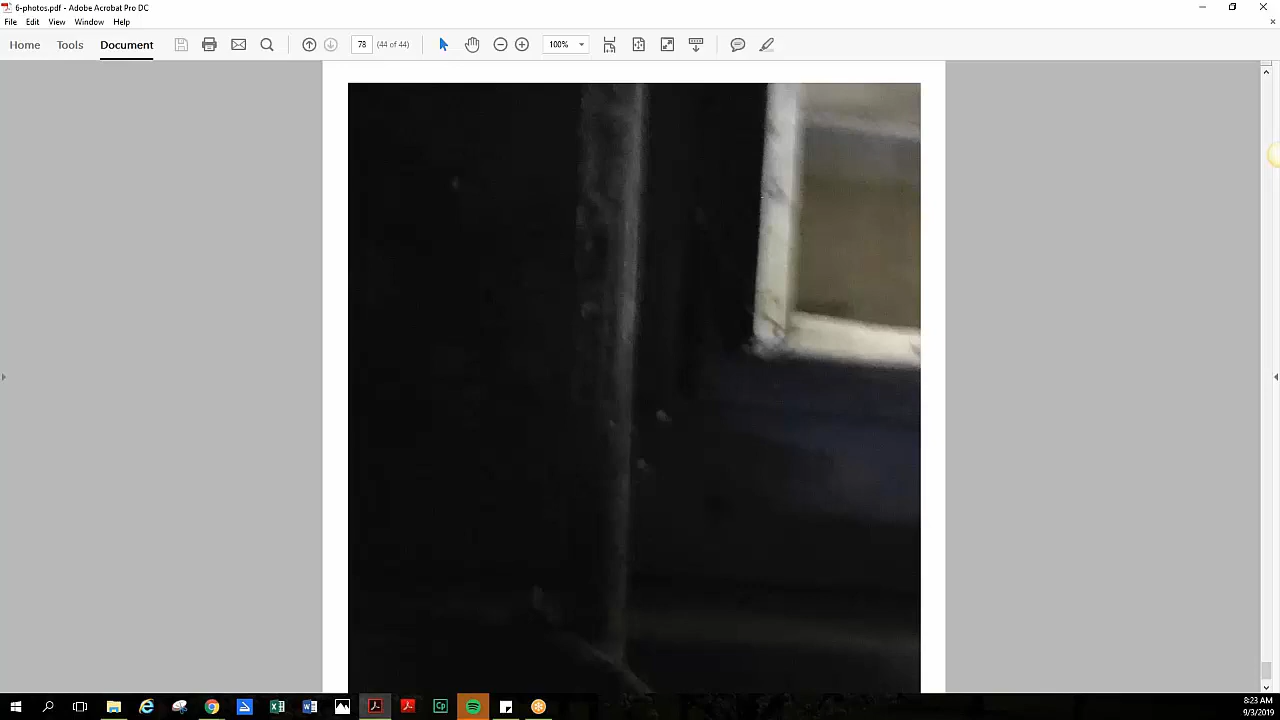 6-photos.pdf - Adobe Acrobat Pro DC
File Edit View Window Help
Home Tools Document 78 (44 of 44) 100%
Cp
8:23 AM
9/3/2019